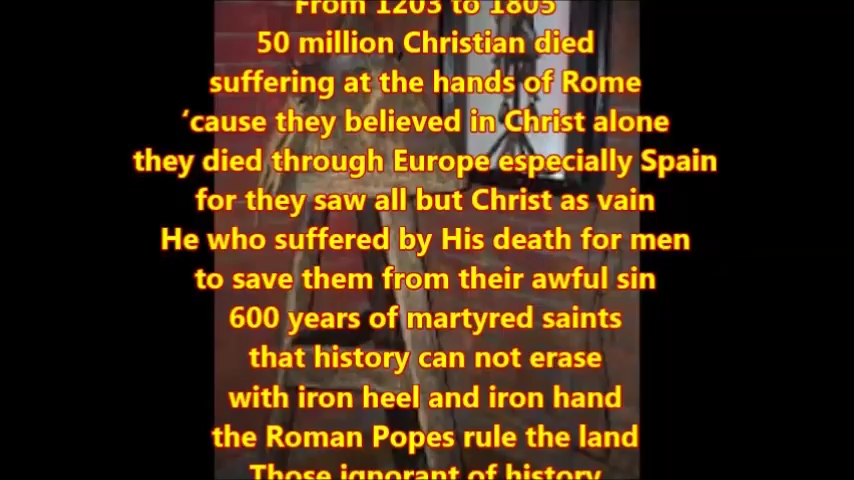 From 1203 to 1805
50 million Christian died
suffering at the hands of Rome
‘cause they believed in Christ alone
they died through Europe especially Spain
for they saw all but Christ as vain
He who suffered by His death for men
to save them from their awful sin
600 years of martyred saints
that history can not erase
with iron heel and iron hand
the Roman Popes rule the land
Those ignorant of history